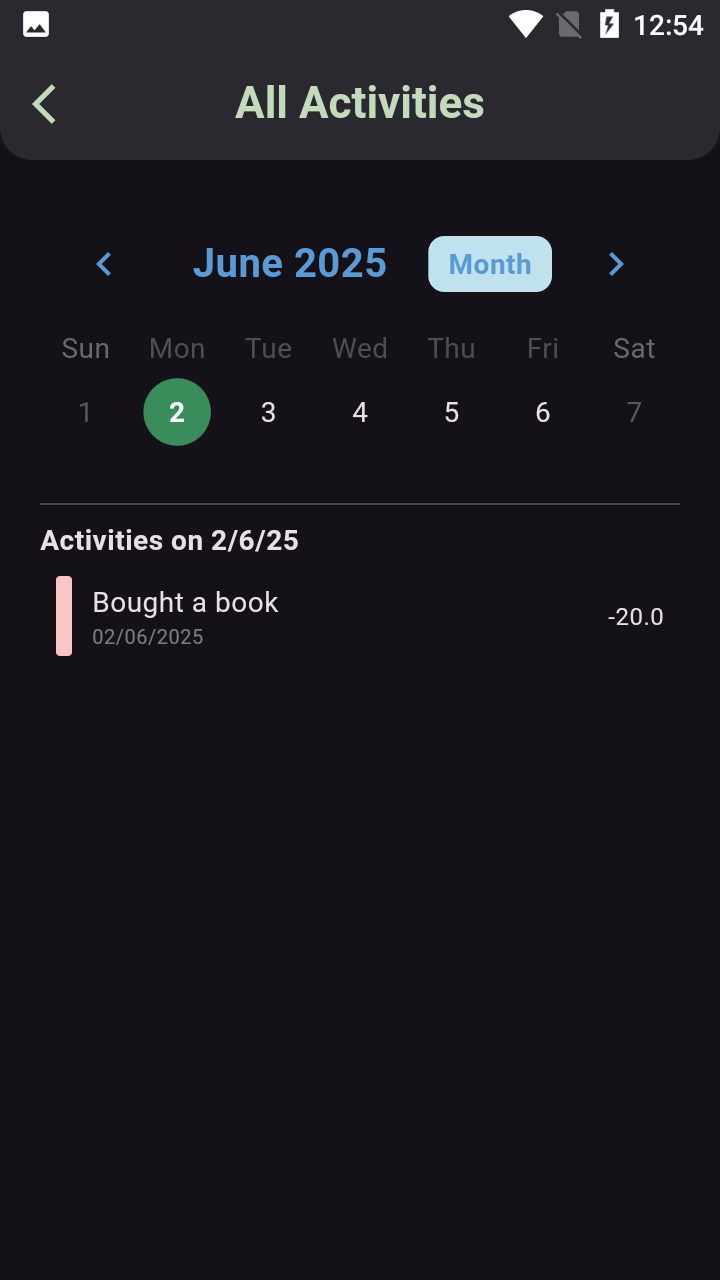 12:54
All Activities
June 2025 Month
Sun Mon Tue Wed Thu Fri Sat
1 2 3 4 5 6 7
Activities on 2/6/25
Bought a book
-20.0
02/06/2025